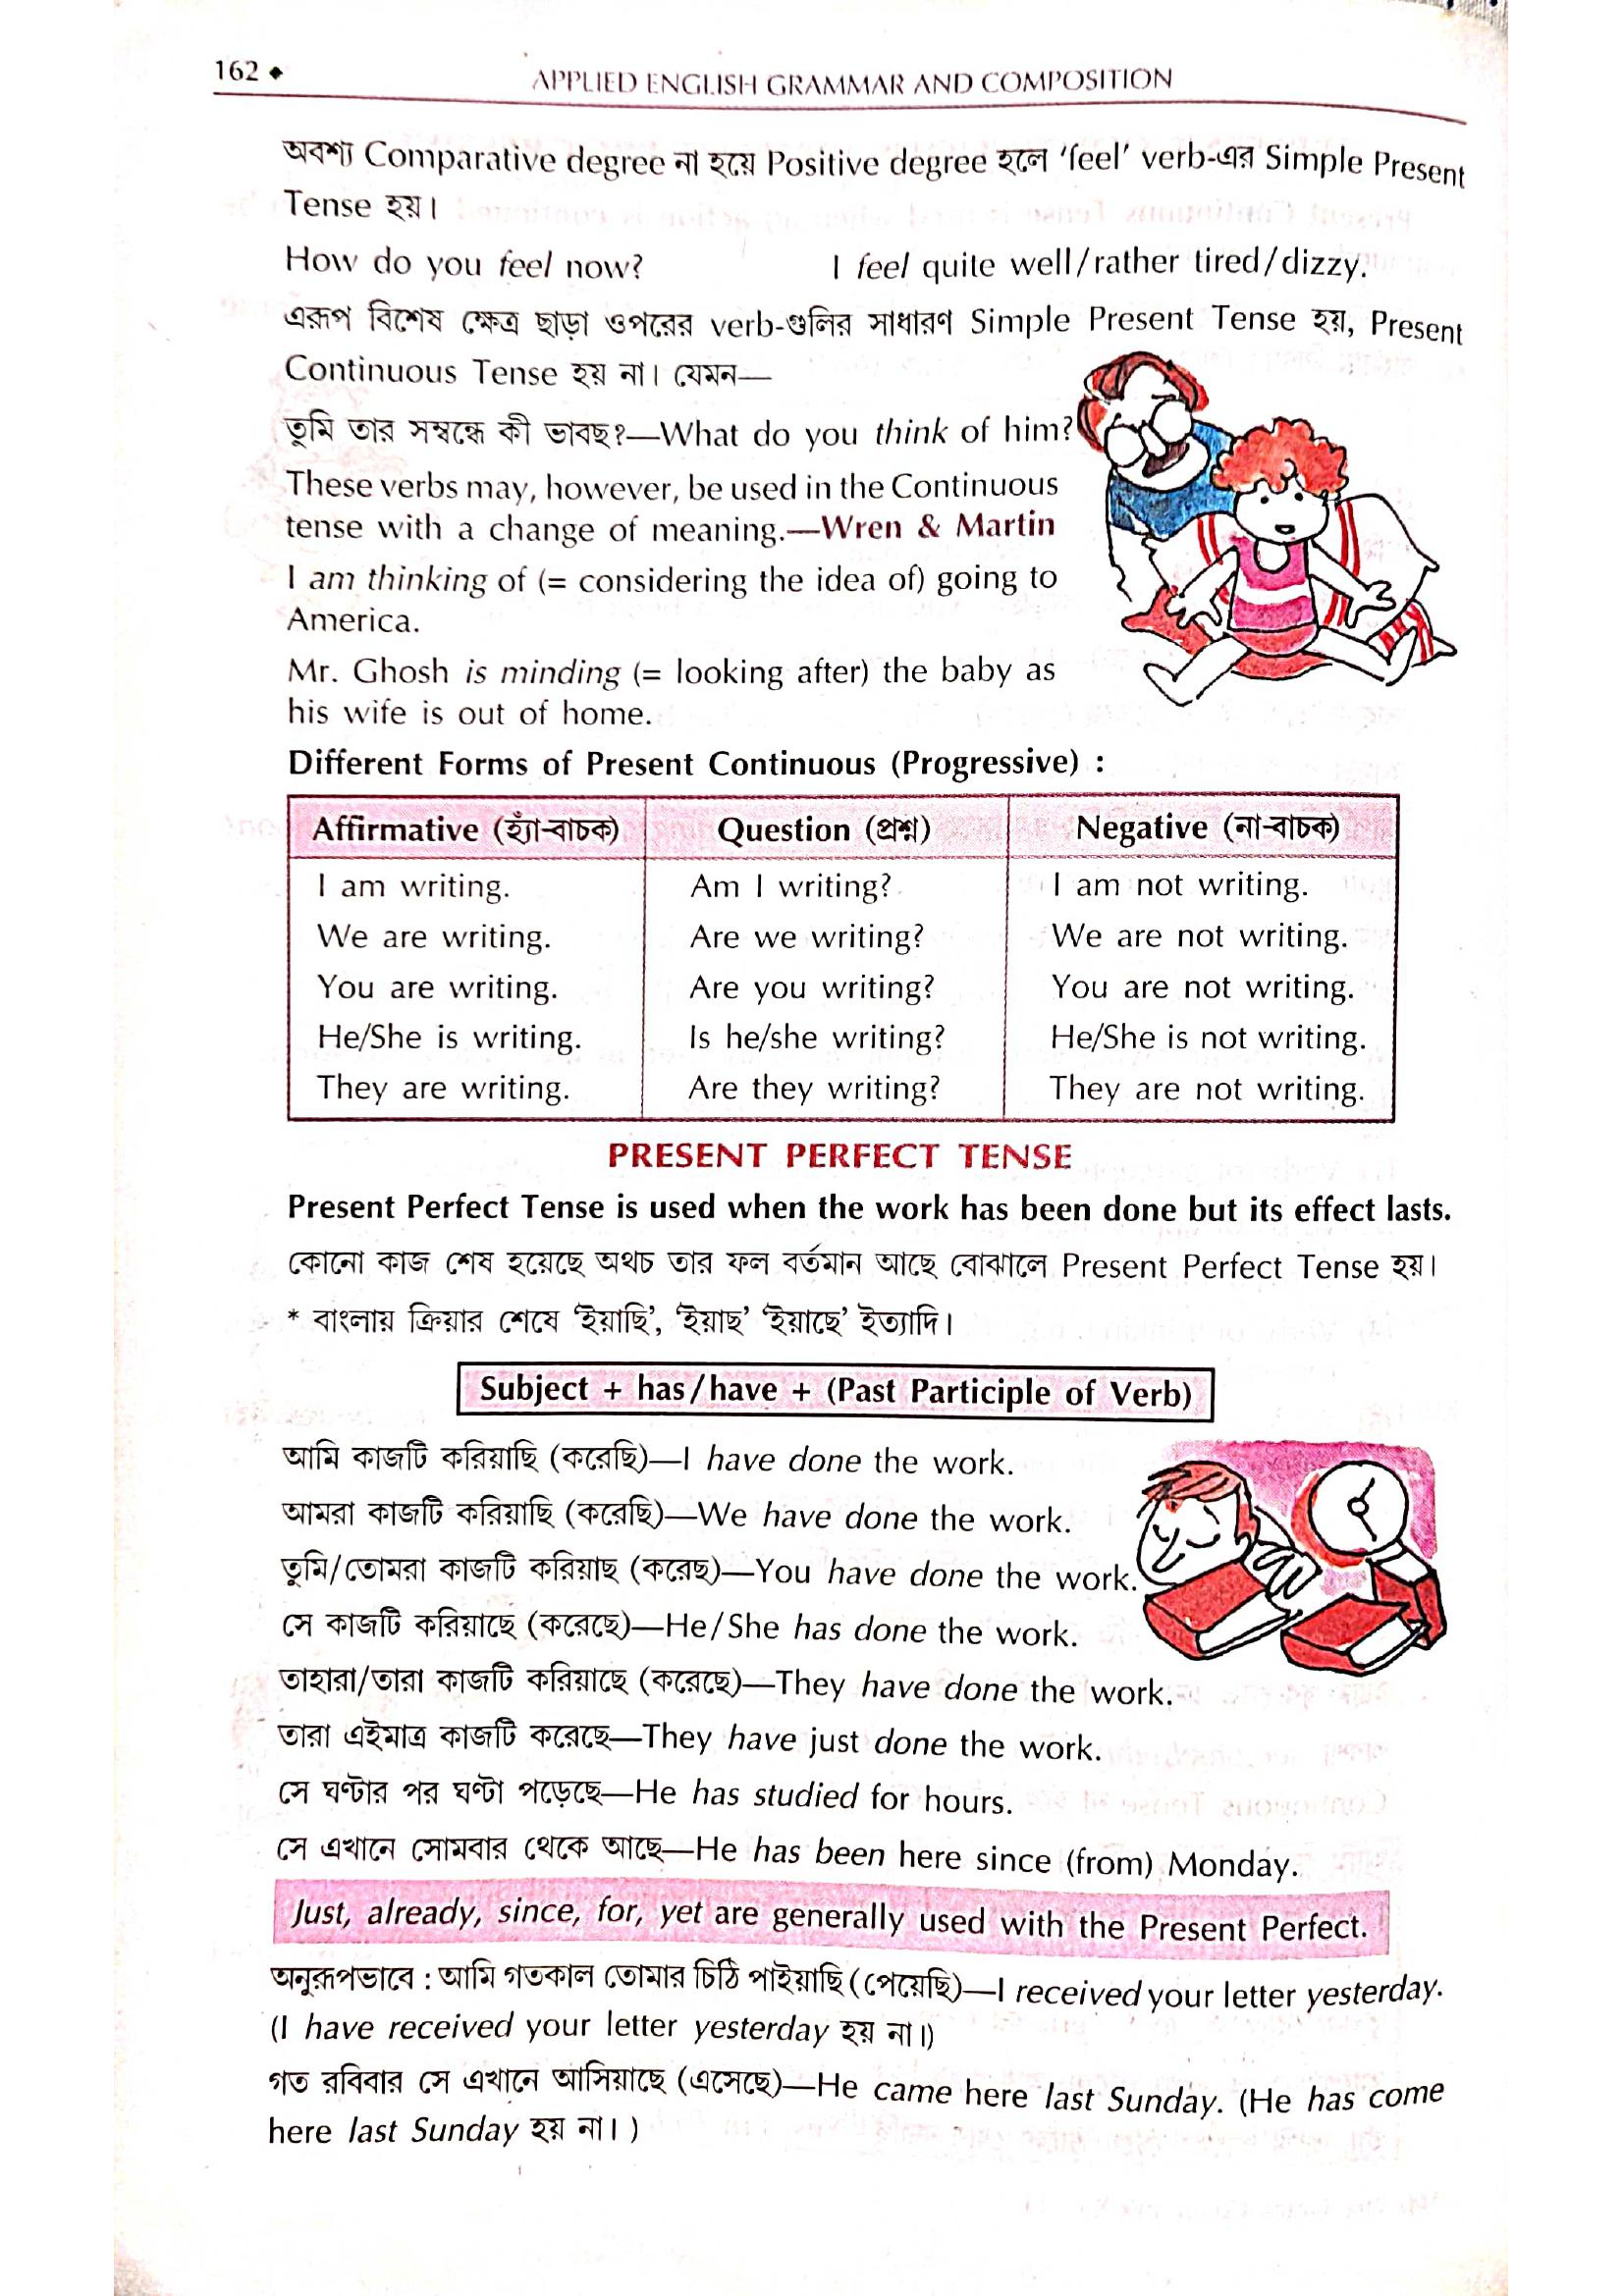 162 ◆ APPLIED ENGLISH GRAMMAR AND COMPOSITION
অবশ্য Comparative degree না হয়ে Positive degree হলে ‘feel’ verb-এর Simple Present
Tense হয়।
How do you feel now? I feel quite well/rather tired/dizzy.
এরূপ বিশেষ ক্ষেত্র ছাড়া ওপরের verb-গুলির সাধারণ Simple Present Tense হয়, Present
Continuous Tense হয় না। যেমন—
তুমি তার সম্বন্ধে কী ভাবছ?—What do you think of him?
These verbs may, however, be used in the Continuous
tense with a change of meaning.—Wren & Martin
I am thinking of (= considering the idea of) going to
America.
Mr. Ghosh is minding (= looking after) the baby as
his wife is out of home.
Different Forms of Present Continuous (Progressive) :
Affirmative (হ্যাঁ-বাচক) Question (প্রশ্ন) Negative (না-বাচক)
I am writing. Am I writing? I am not writing.
We are writing. Are we writing? We are not writing.
You are writing. Are you writing? You are not writing.
He/She is writing. Is he/she writing? He/She is not writing.
They are writing. Are they writing? They are not writing.
PRESENT PERFECT TENSE
Present Perfect Tense is used when the work has been done but its effect lasts.
কোনো কাজ শেষ হয়েছে অথচ তার ফল বর্তমান আছে বোঝালে Present Perfect Tense হয়।
* বাংলায় ক্রিয়ার শেষে ‘ইয়াছি’, ‘ইয়াছ’ ‘ইয়াছে’ ইত্যাদি।
Subject + has/have + (Past Participle of Verb)
আমি কাজটি করিয়াছি (করেছি)—I have done the work.
আমরা কাজটি করিয়াছি (করেছি)—We have done the work.
তুমি/তোমরা কাজটি করিয়াছ (করেছ)—You have done the work.
সে কাজটি করিয়াছে (করেছে)—He/She has done the work.
তাহারা/তারা কাজটি করিয়াছে (করেছে)—They have done the work.
তারা এইমাত্র কাজটি করেছে—They have just done the work.
সে ঘণ্টার পর ঘণ্টা পড়েছে—He has studied for hours.
সে এখানে সোমবার থেকে আছে—He has been here since (from) Monday.
Just, already, since, for, yet are generally used with the Present Perfect.
অনুরূপভাবে : আমি গতকাল তোমার চিঠি পাইয়াছি (পেয়েছি)—I received your letter yesterday.
(I have received your letter yesterday হয় না।)
গত রবিবার সে এখানে আসিয়াছে (এসেছে)—He came here last Sunday. (He has come
here last Sunday হয় না। )